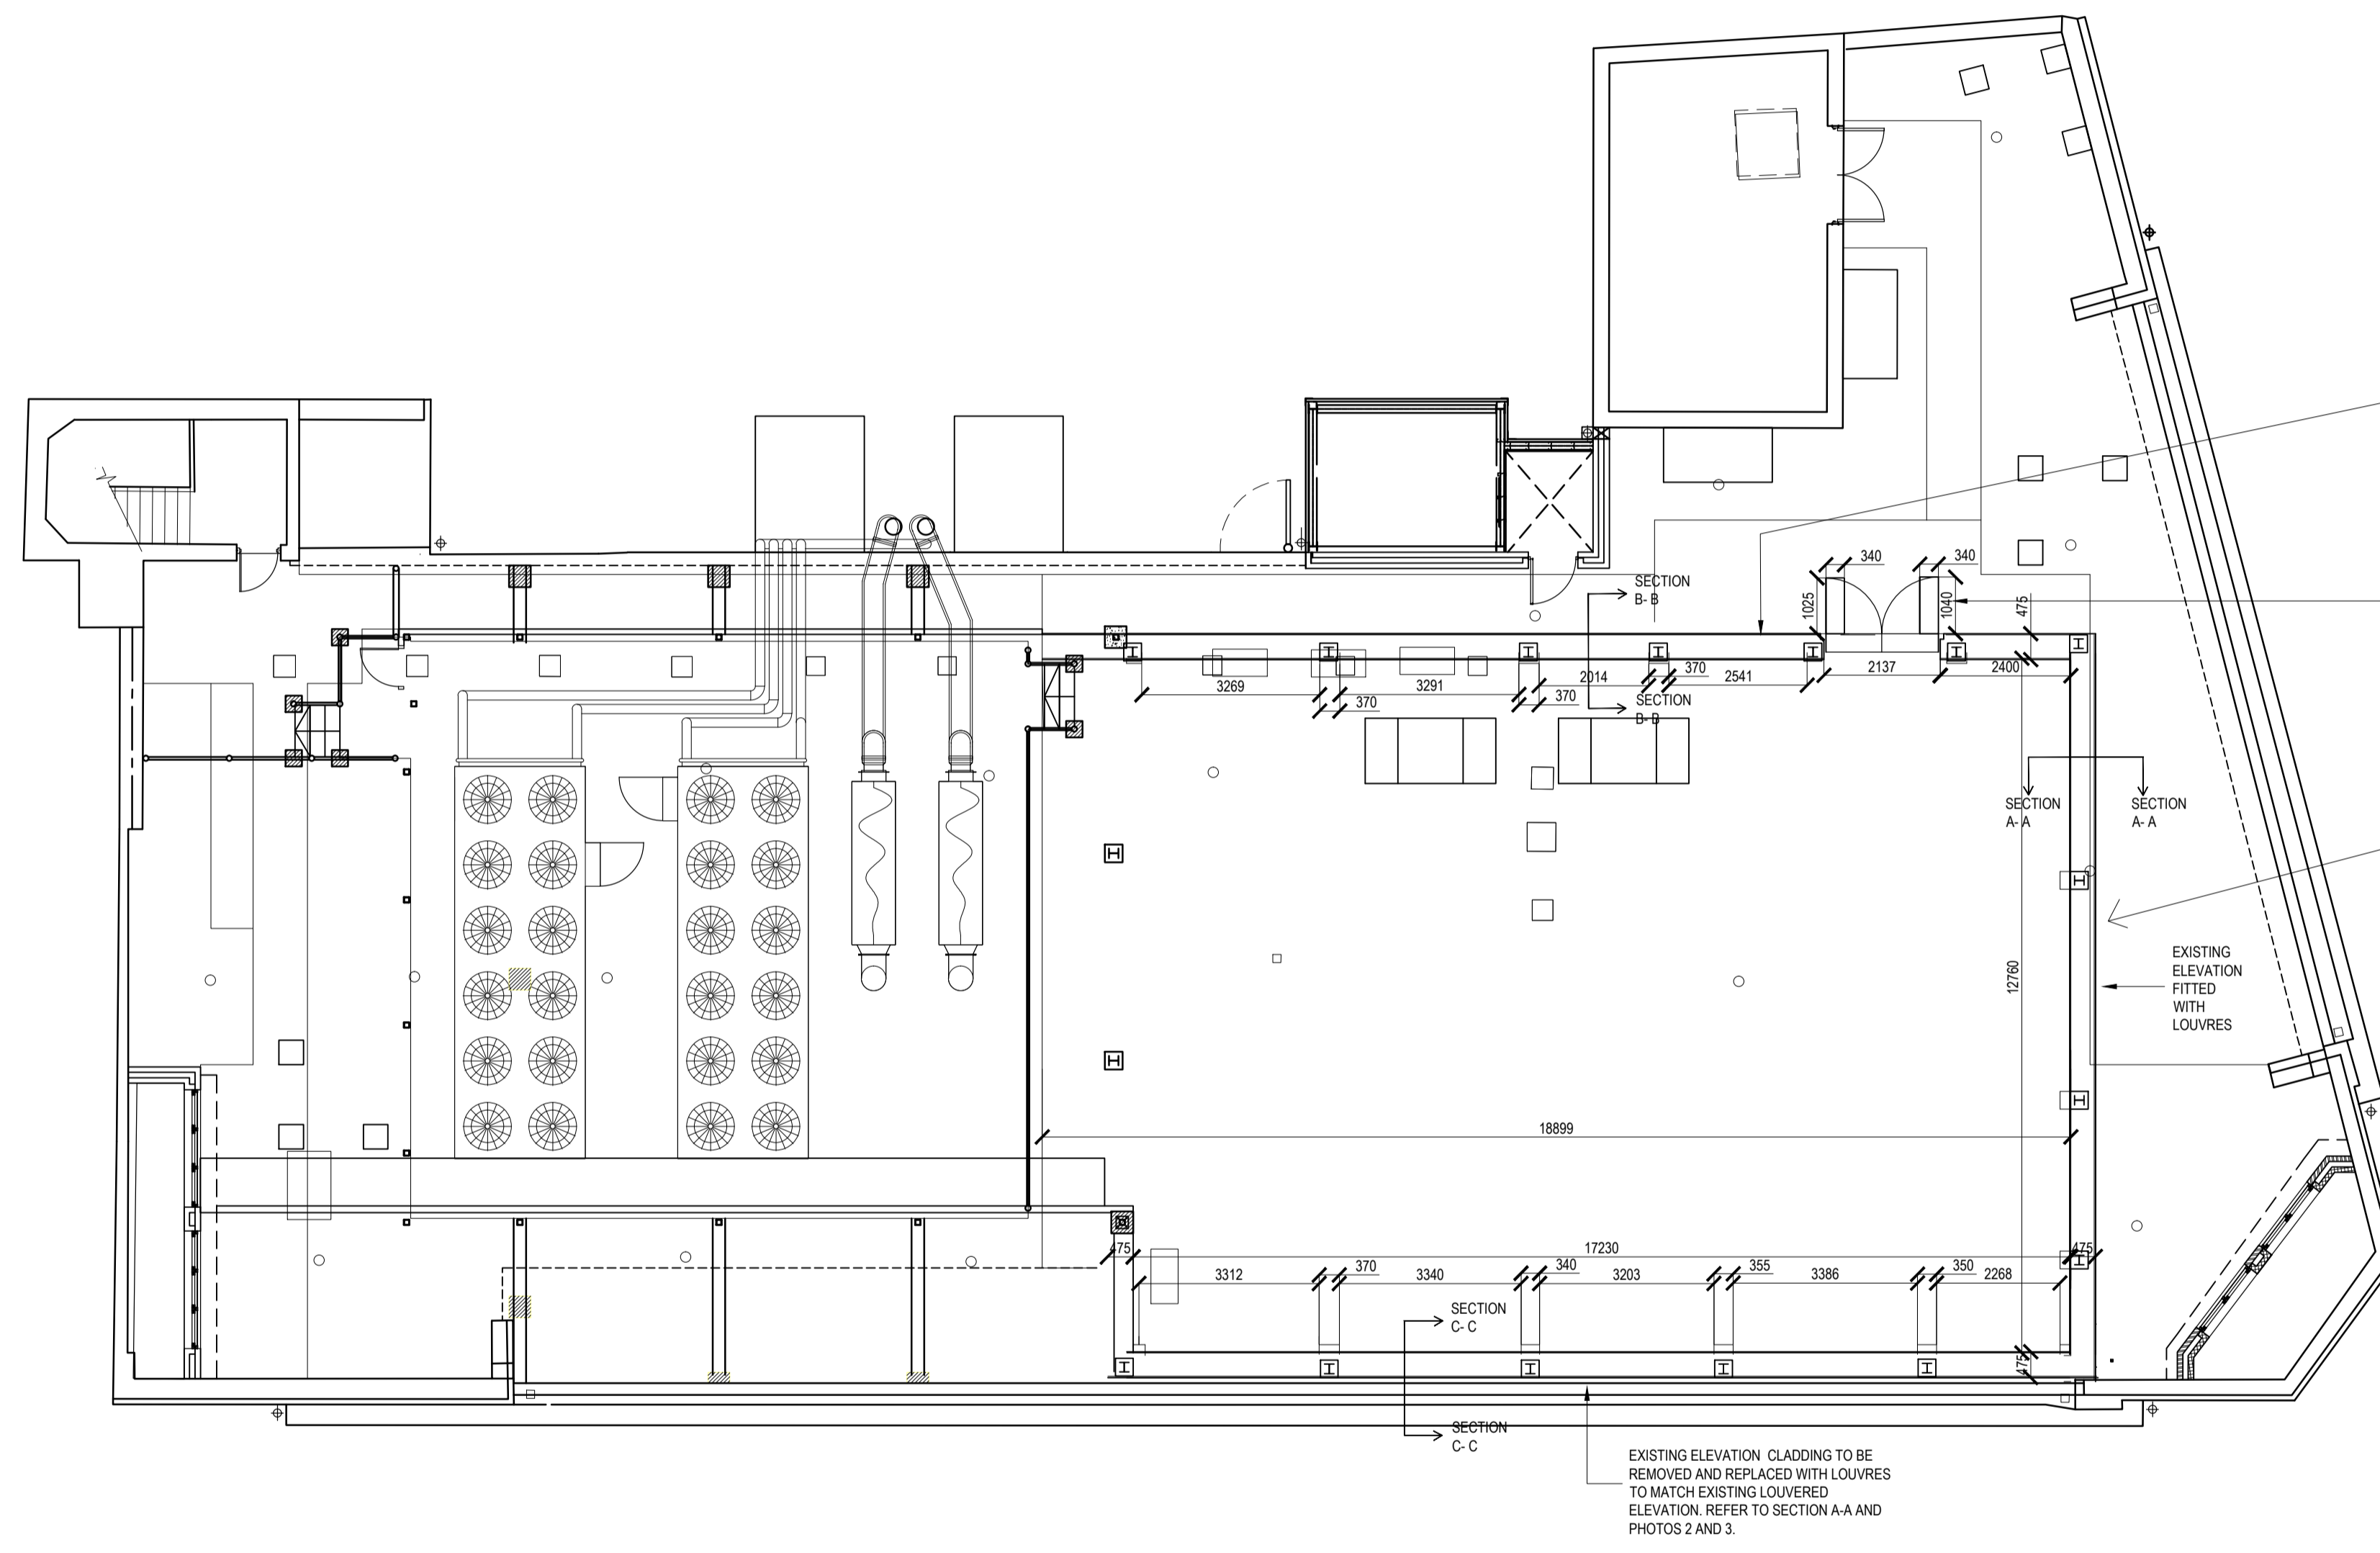 SECTION
B- B
340
340
1025
1040
475
3269
370
3291
370
2014
370
2541
2137
2400
SECTION
B- B
SECTION
A- A
SECTION
A- A
12760
EXISTING
ELEVATION
FITTED
WITH
LOUVRES
18899
475
17230
475
3312
370
3340
340
3203
355
3386
350
2268
SECTION
C- C
475
SECTION
C- C
EXISTING ELEVATION CLADDING TO BE
REMOVED AND REPLACED WITH LOUVRES
TO MATCH EXISTING LOUVERED
ELEVATION. REFER TO SECTION A-A AND
PHOTOS 2 AND 3.